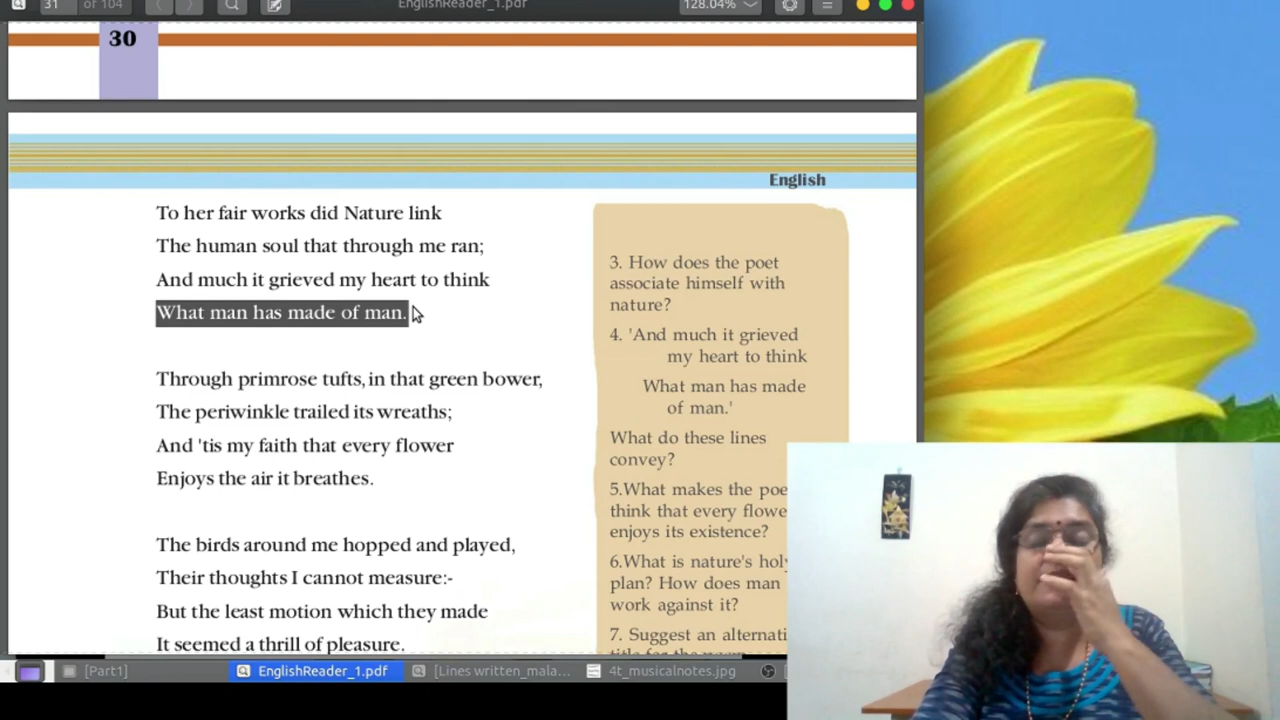 31 of 104 EnglishReader_1.pdf 128.04%
30
English
To her fair works did Nature link
The human soul that through me ran;
And much it grieved my heart to think
What man has made of man.
Through primrose tufts, in that green bower,
The periwinkle trailed its wreaths;
And 'tis my faith that every flower
Enjoys the air it breathes.
The birds around me hopped and played,
Their thoughts I cannot measure:-
But the least motion which they made
It seemed a thrill of pleasure.
3. How does the poet
associate himself with
nature?
4. 'And much it grieved
my heart to think
What man has made
of man.'
What do these lines
convey?
5.What makes the poe
think that every flowe
enjoys its existence?
6.What is nature's holy
plan? How does man
work against it?
7. Suggest an alternati
[Part1] EnglishReader_1.pdf [Lines written_mala... 4t_musicalnotes.jpg